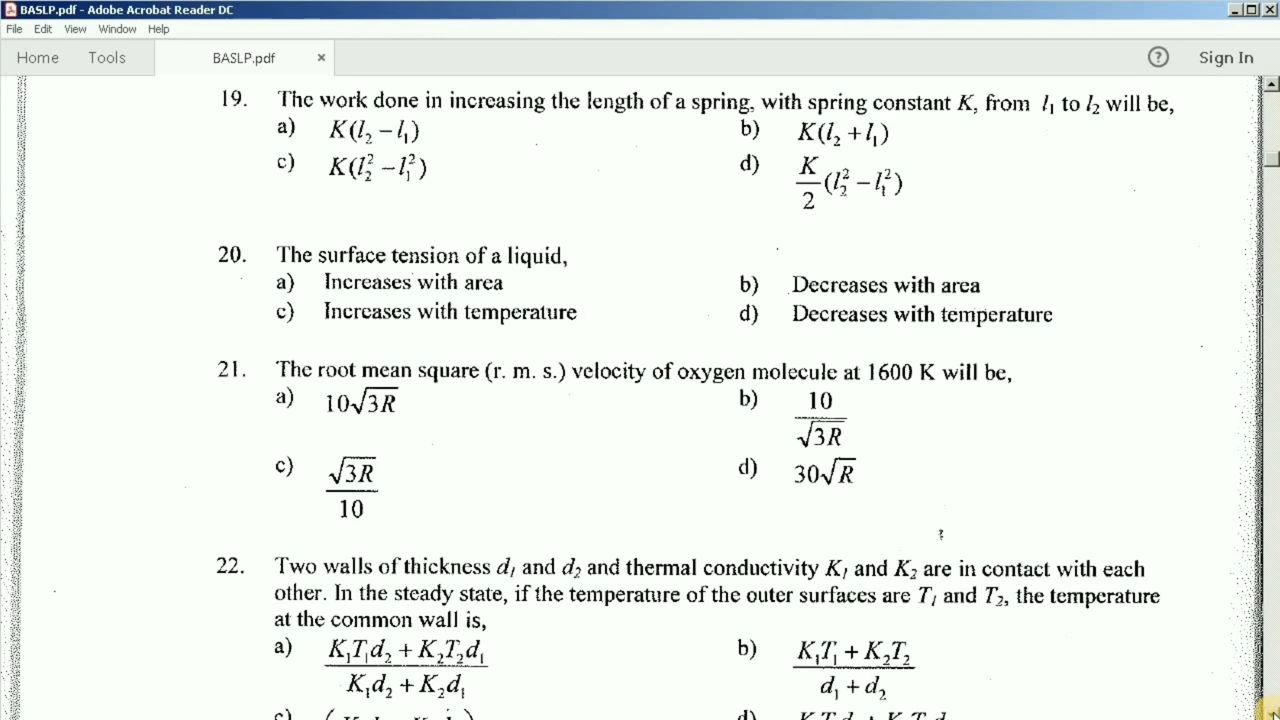 BASLP.pdf - Adobe Acrobat Reader DC
File Edit View Window Help
Home Tools BASLP.pdf × ? Sign In
19. The work done in increasing the length of a spring, with spring constant K, from l₁ to l₂ will be,
a) K(l₂ – l₁) b) K(l₂ + l₁)
c) K(l₂² – l₁²) d) K/2 (l₂² – l₁²)
20. The surface tension of a liquid,
a) Increases with area b) Decreases with area
c) Increases with temperature d) Decreases with temperature
21. The root mean square (r. m. s.) velocity of oxygen molecule at 1600 K will be,
a) 10√3R b) 10/√3R
c) √3R/10 d) 30√R
22. Two walls of thickness d₁ and d₂ and thermal conductivity K₁ and K₂ are in contact with each
other. In the steady state, if the temperature of the outer surfaces are T₁ and T₂, the temperature
at the common wall is,
a) K₁T₁d₂ + K₂T₂d₁ / K₁d₂ + K₂d₁ b) K₁T₁ + K₂T₂ / d₁ + d₂
c) d)